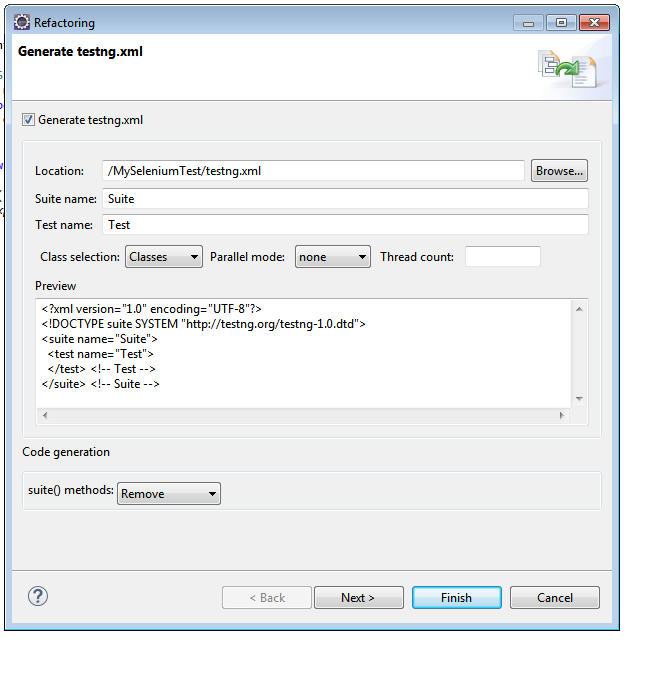 Refactoring
Generate testng.xml
Generate testng.xml
Location: /MySeleniumTest/testng.xml Browse...
Suite name: Suite
Test name: Test
Class selection: Classes Parallel mode: none Thread count:
Preview
<?xml version="1.0" encoding="UTF-8"?>
<!DOCTYPE suite SYSTEM "http://testng.org/testng-1.0.dtd">
<suite name="Suite">
  <test name="Test">
  </test> <!-- Test -->
</suite> <!-- Suite -->
Code generation
suite() methods: Remove
? < Back Next > Finish Cancel